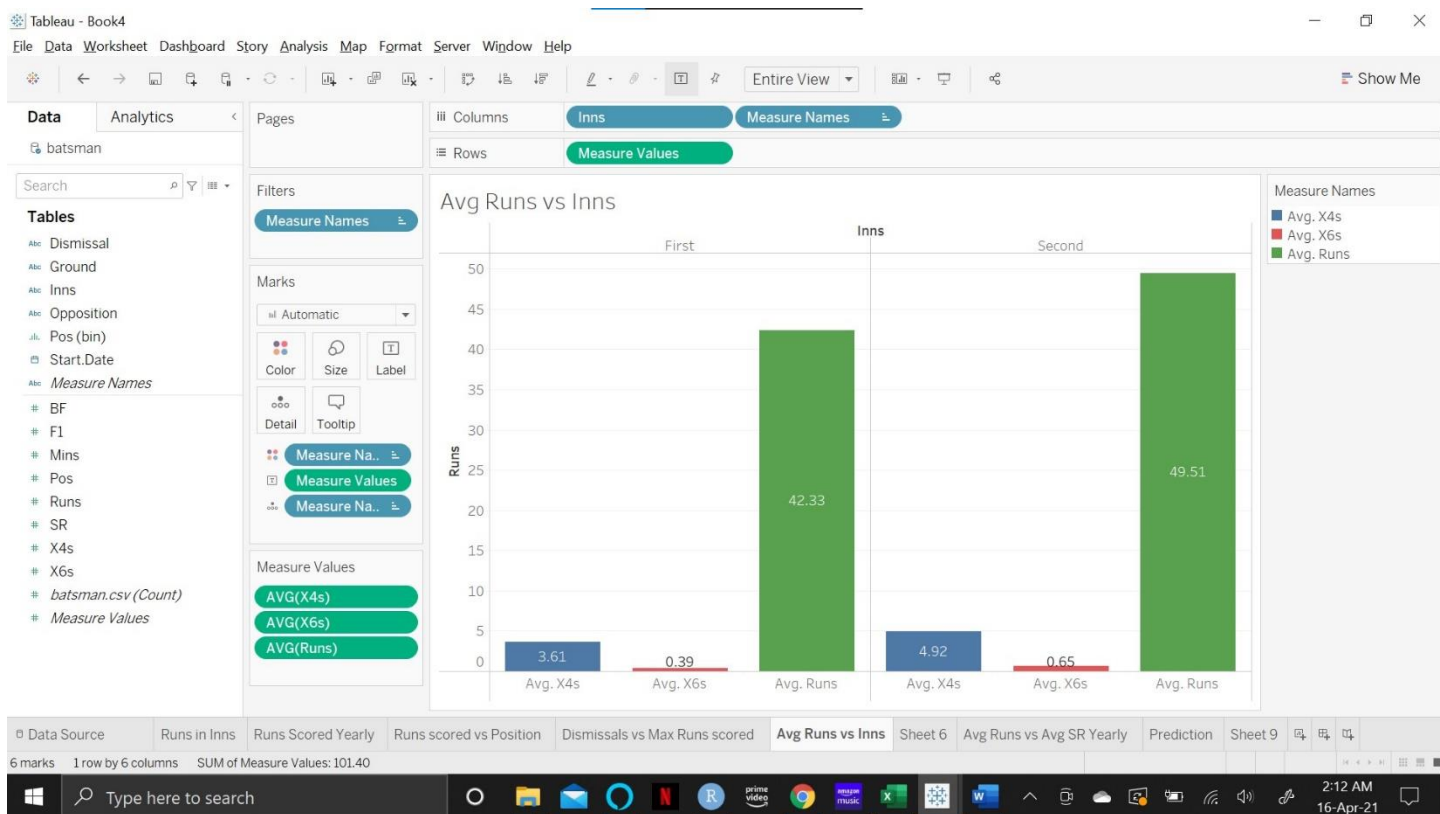 Tableau - Book4
File Data Worksheet Dashboard Story Analysis Map Format Server Window Help
Entire View
Show Me
Data Analytics
batsman
Search
Tables
Abc Dismissal
Abc Ground
Abc Inns
Abc Opposition
Pos (bin)
Start.Date
Abc Measure Names
# BF
# F1
# Mins
# Pos
# Runs
# SR
# X4s
# X6s
# batsman.csv (Count)
# Measure Values
Pages
Filters
Measure Names
Marks
Automatic
Color Size Label
Detail Tooltip
Measure Na..
Measure Values
Measure Na..
Measure Values
AVG(X4s)
AVG(X6s)
AVG(Runs)
Columns Inns Measure Names
Rows Measure Values
Avg Runs vs Inns
Inns
First Second
Runs
50
45
40
35
30
25
20
15
10
5
0
3.61 0.39 42.33 4.92 0.65 49.51
Avg. X4s Avg. X6s Avg. Runs Avg. X4s Avg. X6s Avg. Runs
Measure Names
Avg. X4s
Avg. X6s
Avg. Runs
Data Source Runs in Inns Runs Scored Yearly Runs scored vs Position Dismissals vs Max Runs scored Avg Runs vs Inns Sheet 6 Avg Runs vs Avg SR Yearly Prediction Sheet 9
6 marks 1 row by 6 columns SUM of Measure Values: 101.40
Type here to search
N
R
prime video
amazon music
X
W
2:12 AM
16-Apr-21